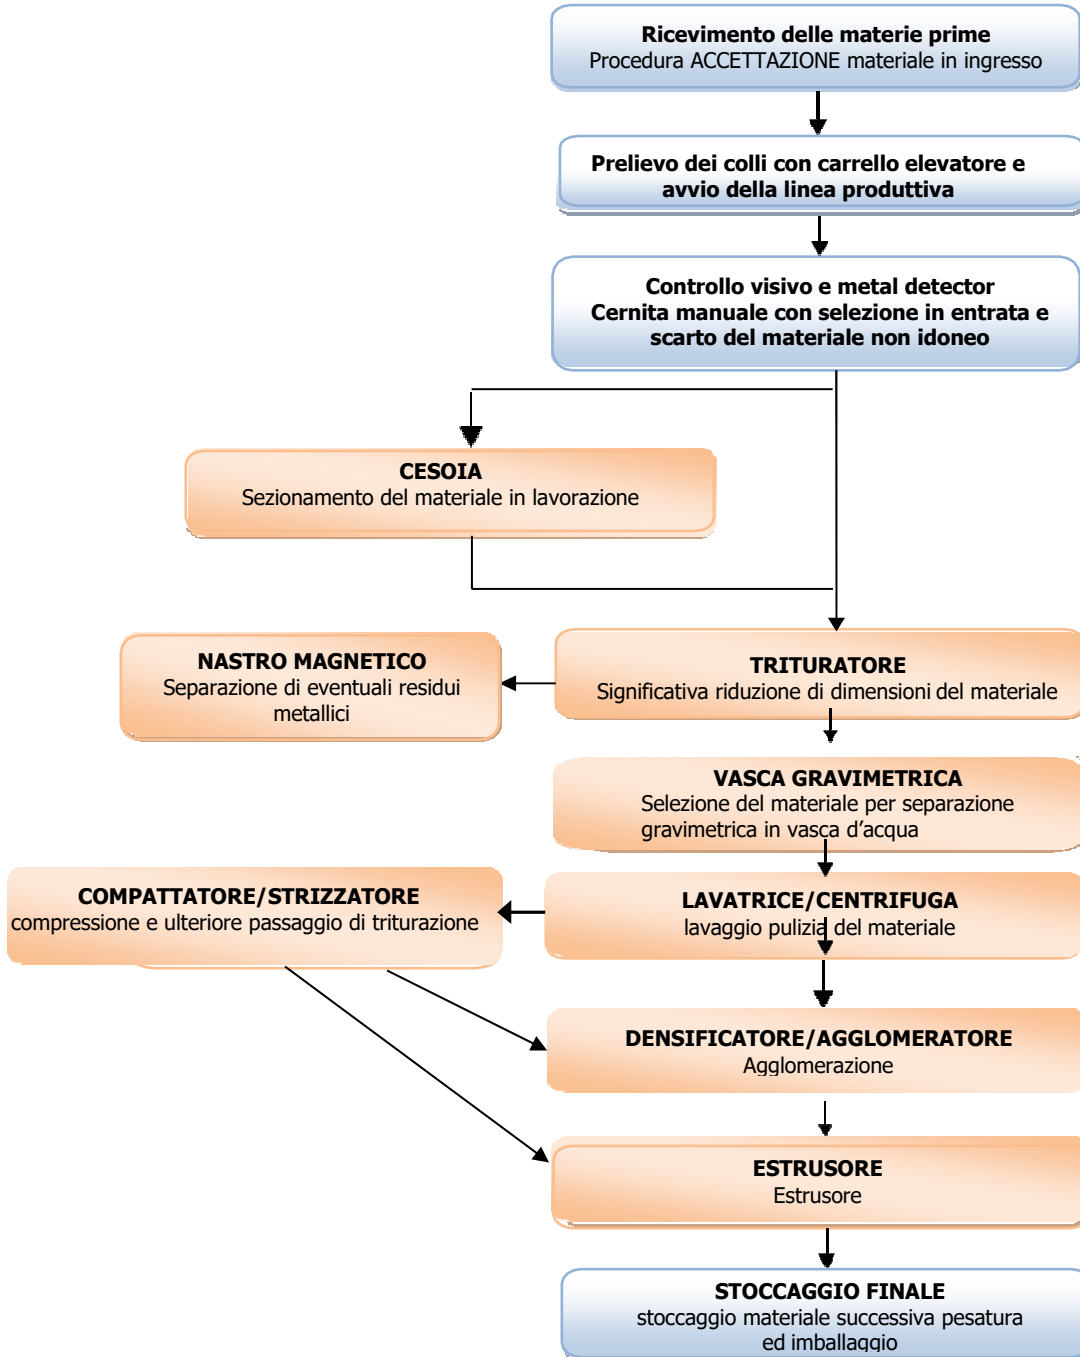 Ricevimento delle materie prime
Procedura ACCETTAZIONE materiale in ingresso
Prelievo dei colli con carrello elevatore e
avvio della linea produttiva
Controllo visivo e metal detector
Cernita manuale con selezione in entrata e
scarto del materiale non idoneo
CESOIA
Sezionamento del materiale in lavorazione
NASTRO MAGNETICO
Separazione di eventuali residui
metallici
TRITURATORE
Significativa riduzione di dimensioni del materiale
VASCA GRAVIMETRICA
Selezione del materiale per separazione
gravimetrica in vasca d'acqua
COMPATTATORE/STRIZZATORE
compressione e ulteriore passaggio di triturazione
LAVATRICE/CENTRIFUGA
lavaggio pulizia del materiale
DENSIFICATORE/AGGLOMERATORE
Agglomerazione
ESTRUSORE
Estrusore
STOCCAGGIO FINALE
stoccaggio materiale successiva pesatura
ed imballaggio